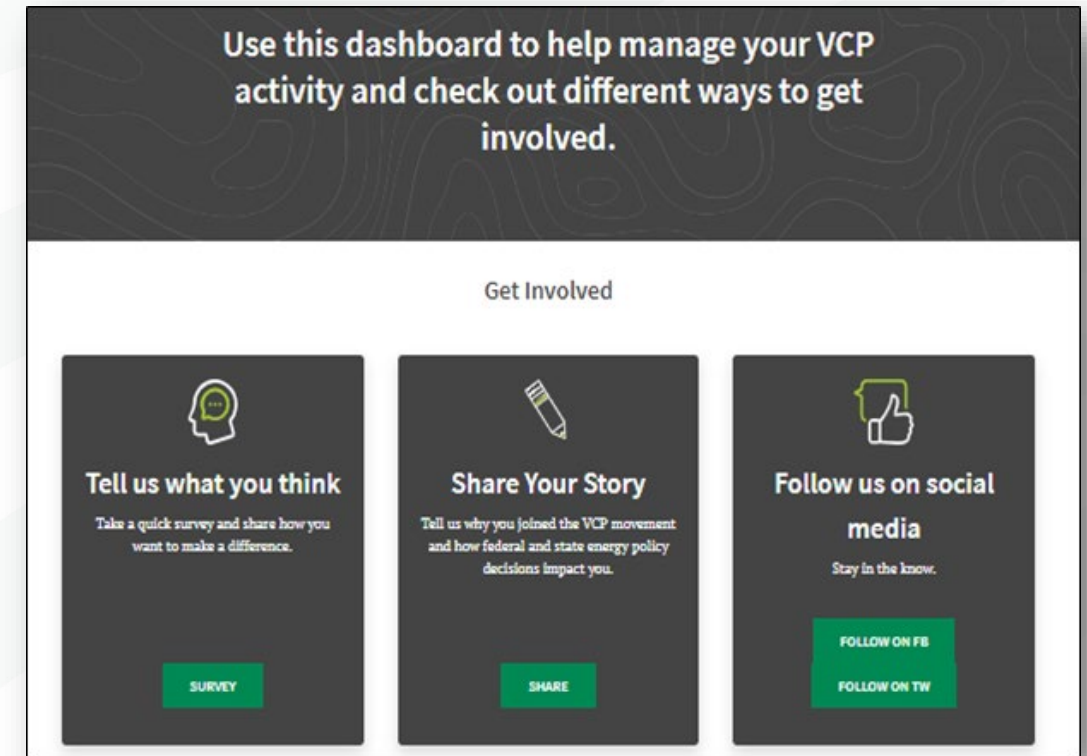 Use this dashboard to help manage your VCP
activity and check out different ways to get
involved.
Get Involved
Tell us what you think
Take a quick survey and share how you
want to make a difference.
SURVEY
Share Your Story
Tell us why you joined the VCP movement
and how federal and state energy policy
decisions impact you.
SHARE
Follow us on social
media
Stay in the know.
FOLLOW ON FB
FOLLOW ON TW